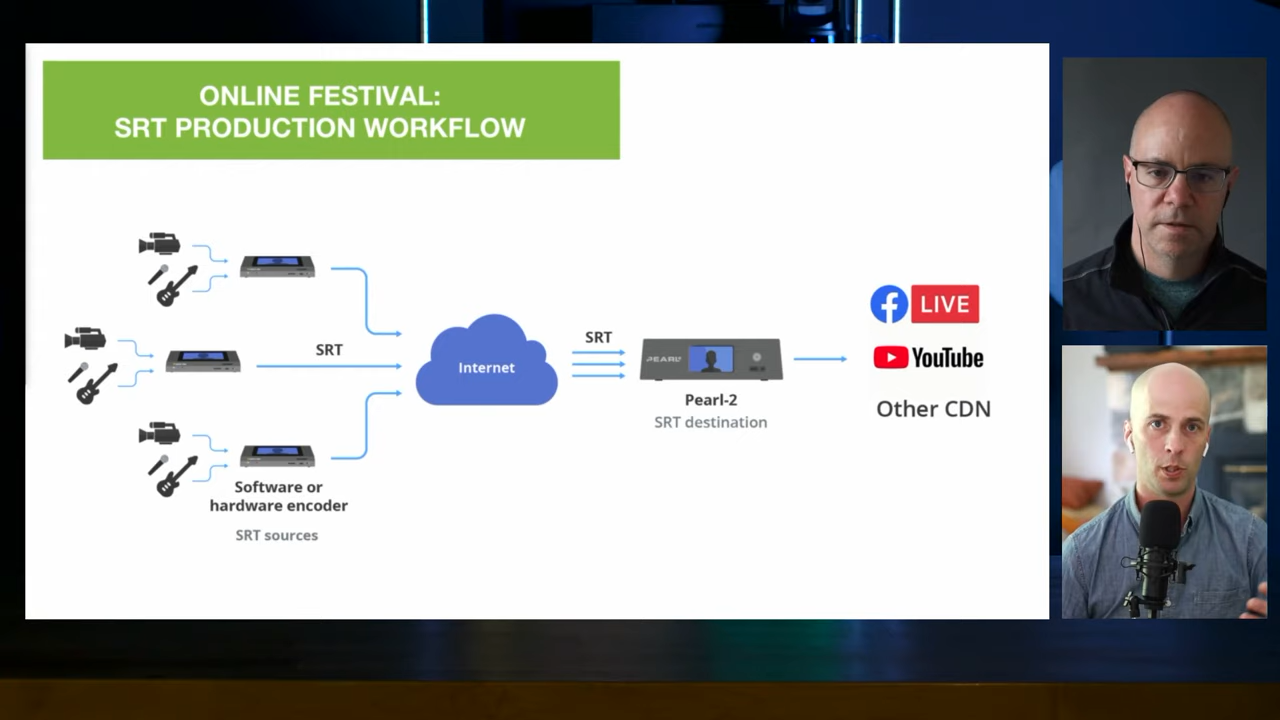 ONLINE FESTIVAL:
SRT PRODUCTION WORKFLOW
SRT
Internet
SRT
PEARL
Pearl-2
SRT destination
LIVE
YouTube
Other CDN
Software or
hardware encoder
SRT sources